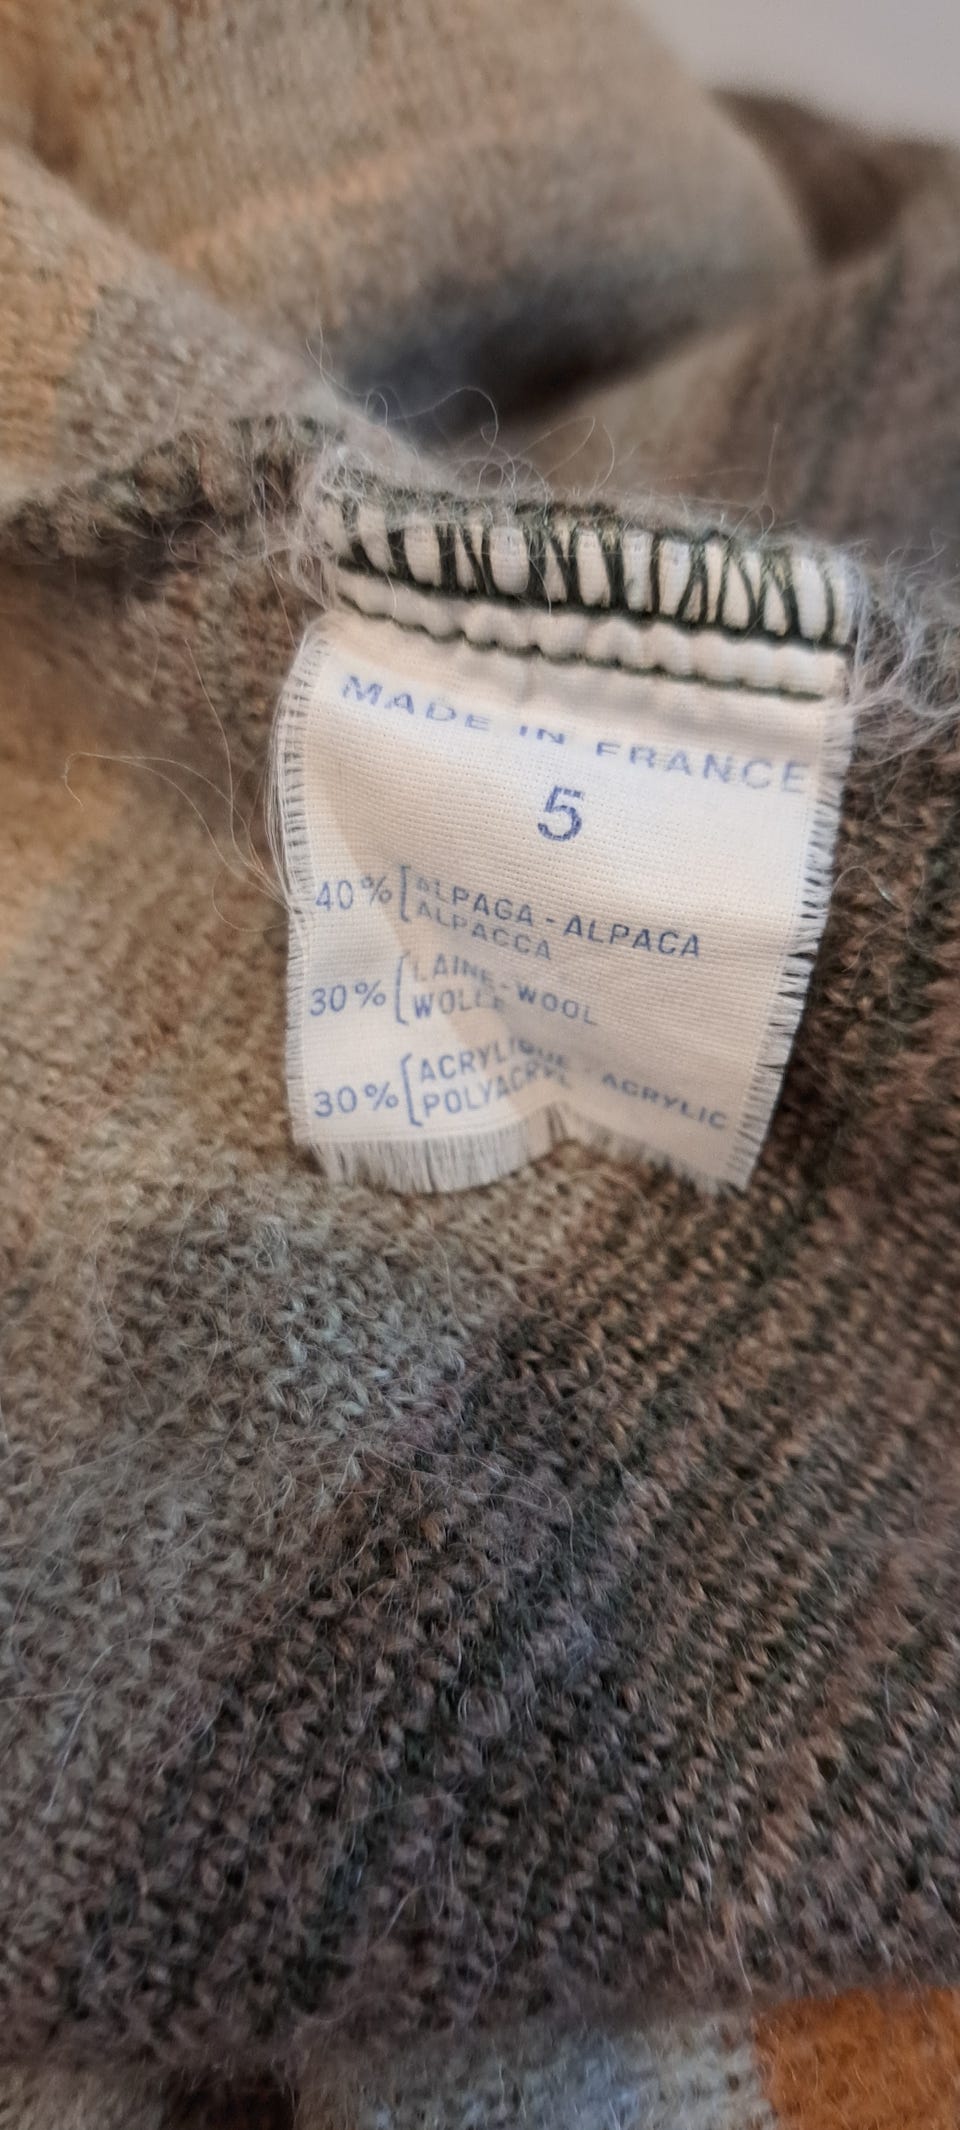 MADE IN FRANCE
5
40% [ ALPAGA - ALPACA
ALPACCA
30% [ LAINE - WOOL
WOLLE
30% [ ACRYLIQUE - ACRYLIC
POLYACRYL